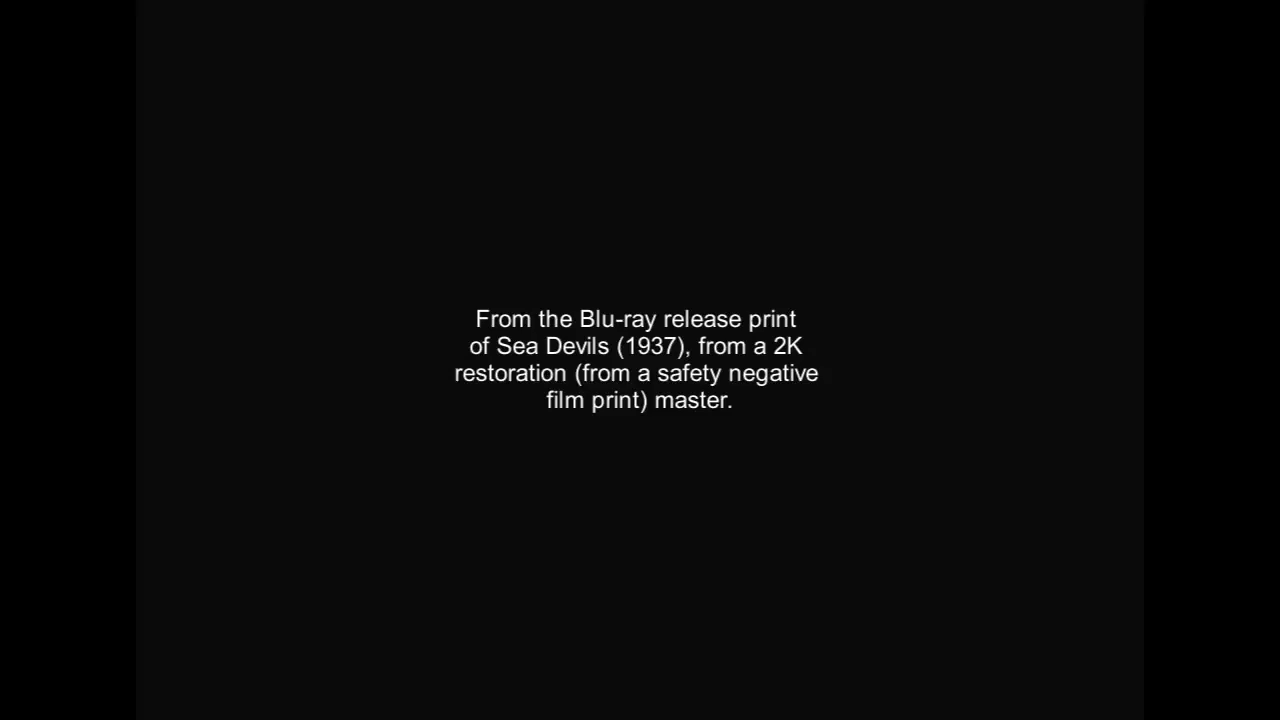 From the Blu-ray release print
of Sea Devils (1937), from a 2K
restoration (from a safety negative
film print) master.